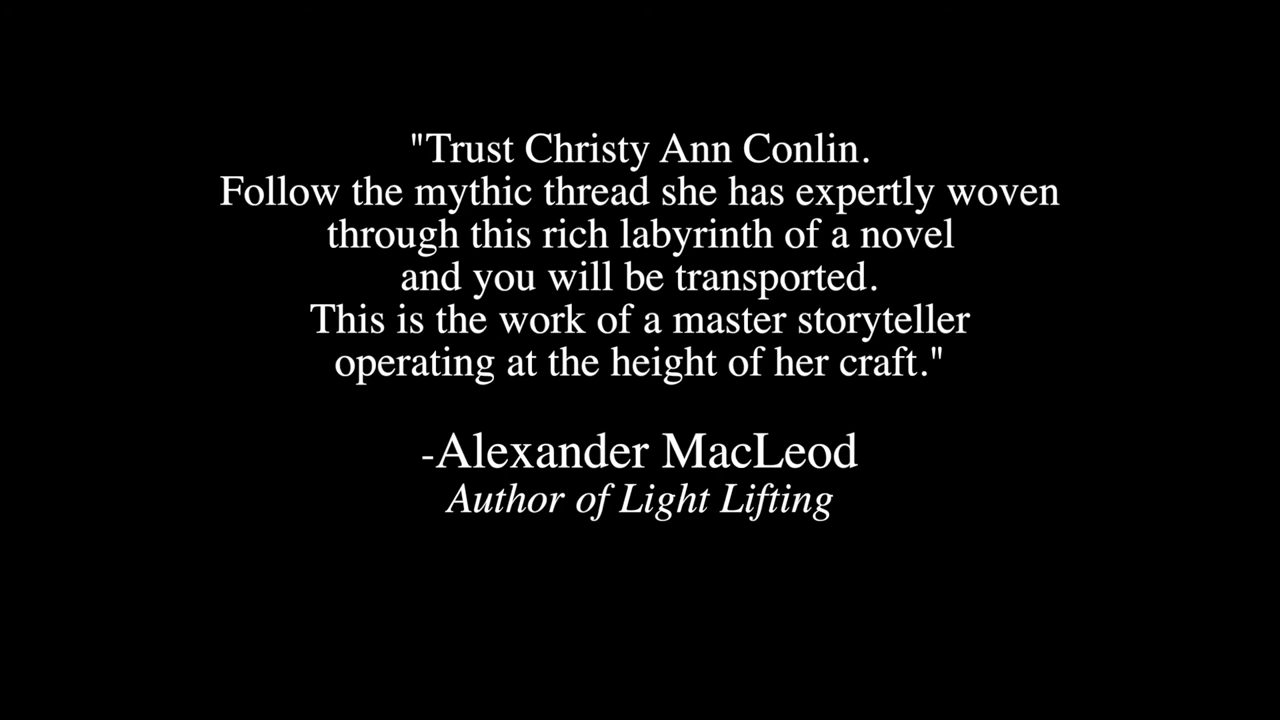 "Trust Christy Ann Conlin.
Follow the mythic thread she has expertly woven
through this rich labyrinth of a novel
and you will be transported.
This is the work of a master storyteller
operating at the height of her craft."
-Alexander MacLeod
Author of Light Lifting